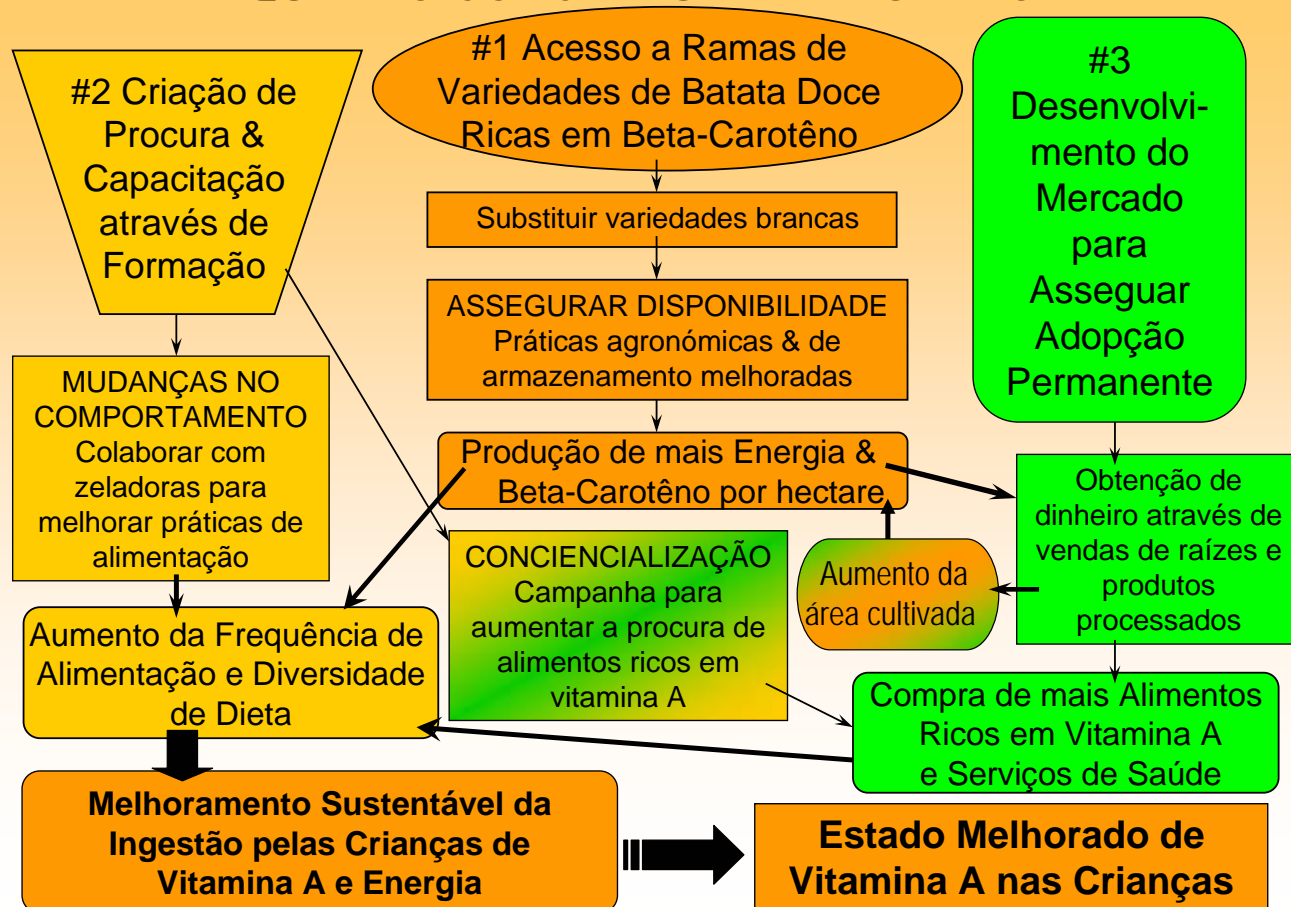 #2 Criação de
Procura &
Capacitação
através de
Formação
#1 Acesso a Ramas de
Variedades de Batata Doce
Ricas em Beta-Carotêno
#3
Desenvolvi-
mento do
Mercado
para
Asseguar
Adopção
Permanente
Substituir variedades brancas
ASSEGURAR DISPONIBILIDADE
Práticas agronómicas & de
armazenamento melhoradas
MUDANÇAS NO
COMPORTAMENTO
Colaborar com
zeladoras para
melhorar práticas de
alimentação
Produção de mais Energia &
Beta-Carotêno por hectare
Obtenção de
dinheiro através de
vendas de raízes e
produtos
processados
CONCIENCIALIZAÇÃO
Campanha para
aumentar a procura de
alimentos ricos em
vitamina A
Aumento da
área cultivada
Aumento da Frequência de
Alimentação e Diversidade
de Dieta
Compra de mais Alimentos
Ricos em Vitamina A
e Serviços de Saúde
Melhoramento Sustentável da
Ingestão pelas Crianças de
Vitamina A e Energia
Estado Melhorado de
Vitamina A nas Crianças